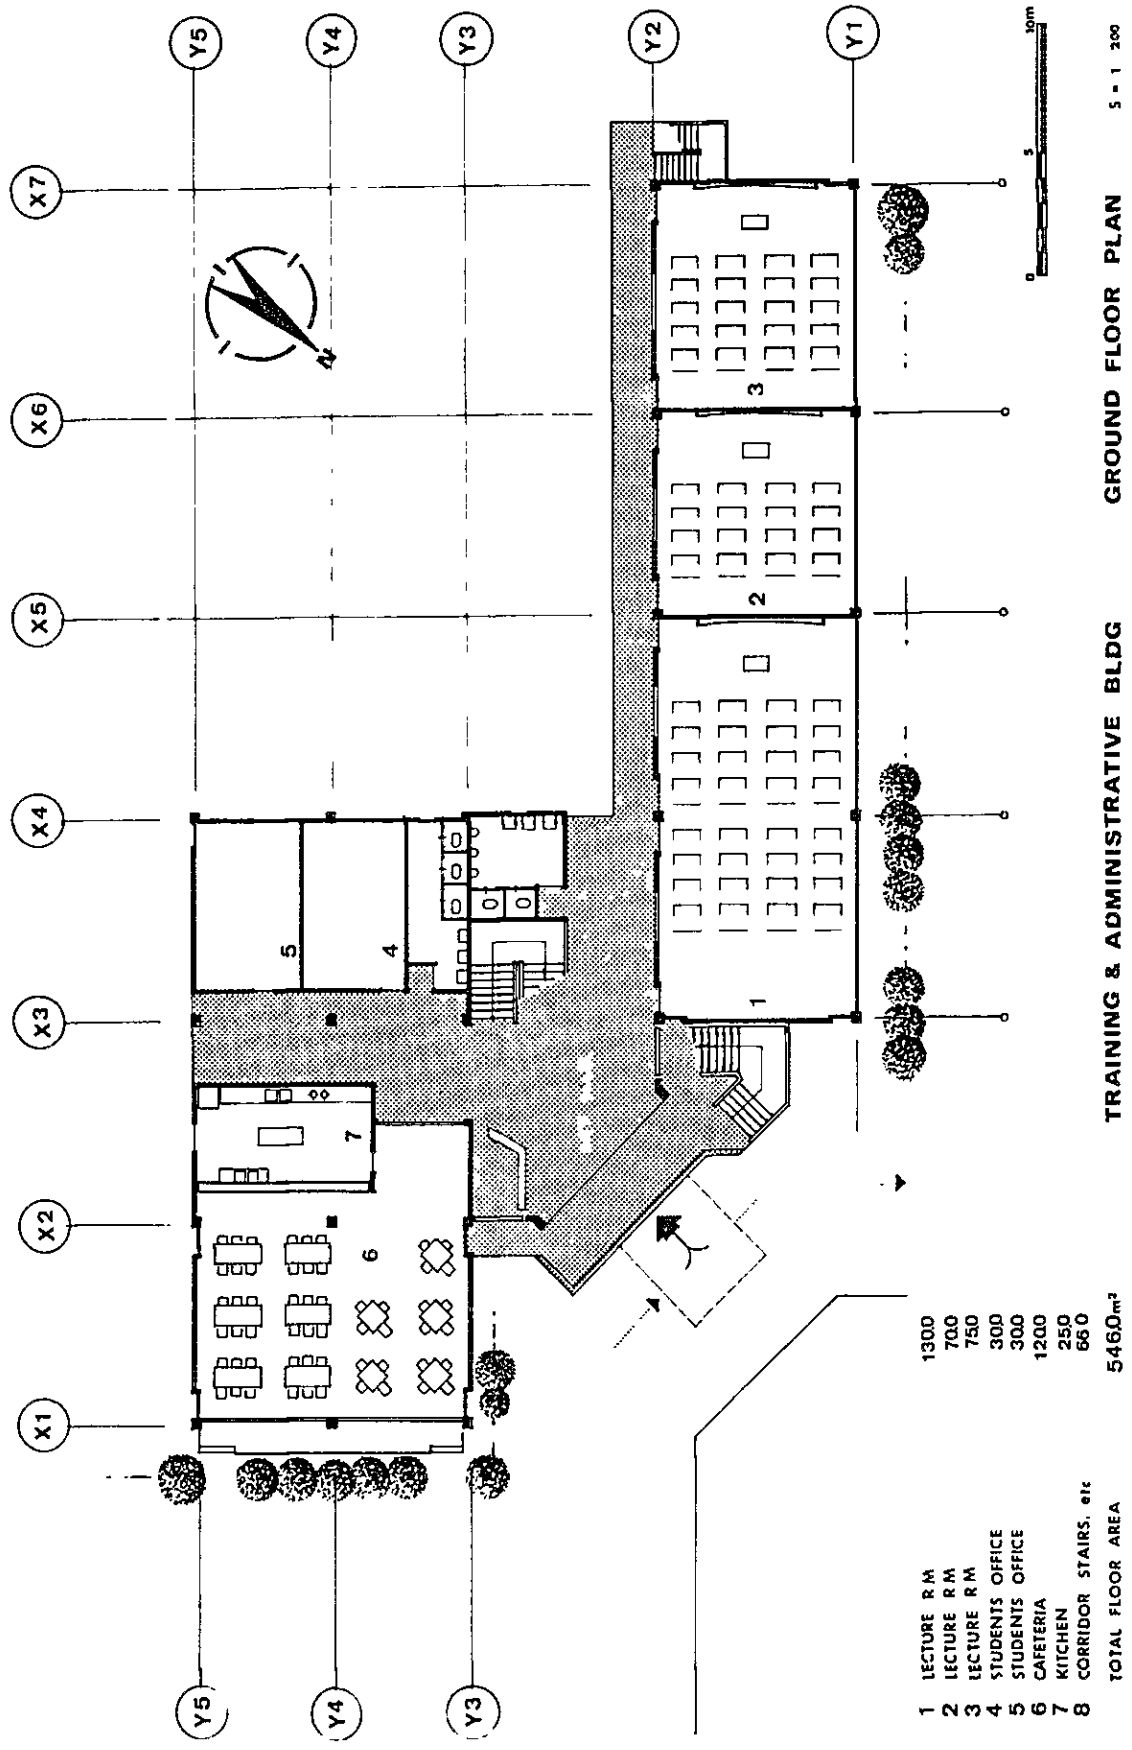 X1
X2
X3
X4
X5
X6
X7
Y5
Y5
Y4
Y4
Y3
Y3
Y2
Y1
N
5
4
7
6
1
2
3
1 LECTURE RM 130.0
2 LECTURE RM 70.0
3 LECTURE RM 75.0
4 STUDENTS OFFICE 30.0
5 STUDENTS OFFICE 30.0
6 CAFETERIA 120.0
7 KITCHEN 25.0
8 CORRIDOR STAIRS, etc 66.0
TOTAL FLOOR AREA 546.0m²
TRAINING & ADMINISTRATIVE BLDG GROUND FLOOR PLAN S = 1 200
0 5 10m